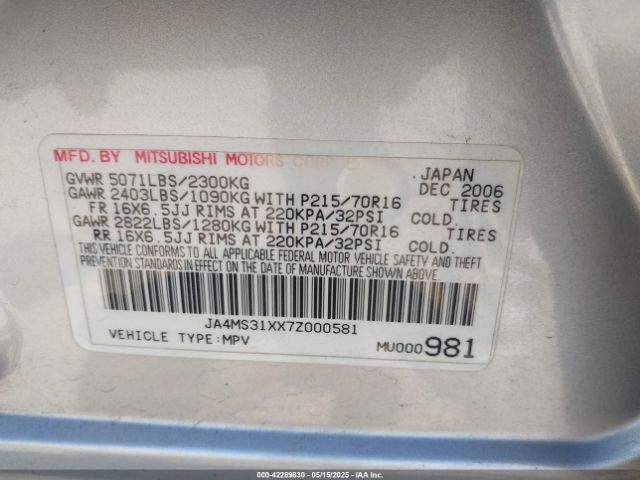 MFD. BY MITSUBISHI MOTORS CORPORATION JAPAN
GVWR 5071LBS/2300KG DEC 2006
GAWR 2403LBS/1090KG WITH P215/70R16 TIRES
FR 16X6.5JJ RIMS AT 220KPA/32PSI COLD.
GAWR 2822LBS/1280KG WITH P215/70R16 TIRES
RR 16X6.5JJ RIMS AT 220KPA/32PSI COLD.
THIS VEHICLE CONFORMS TO ALL APPLICABLE FEDERAL MOTOR VEHICLE SAFETY AND THEFT
PREVENTION STANDARDS IN EFFECT ON THE DATE OF MANUFACTURE SHOWN ABOVE.
JA4MS31XX7Z000581
VEHICLE TYPE:MPV MU000981
000-42289830 - 05/15/2025 - IAAI.COM